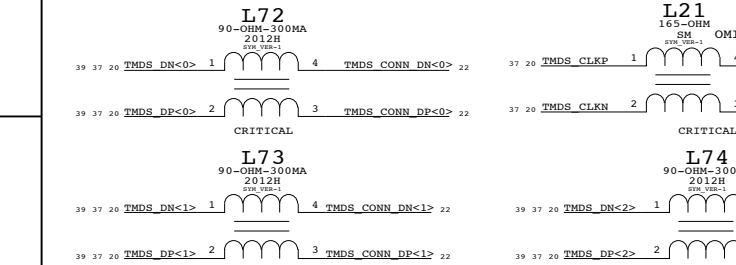 L72
90-OHM-300MA
2012H
SYM_VER-1
39 37 20 TMDS_DN<0> 1 4 TMDS_CONN_DN<0> 22
39 37 20 TMDS_DP<0> 2 3 TMDS_CONN_DP<0> 22
CRITICAL
L21
165-OHM
SM
SYM_VER-1
37 20 TMDS_CLKP 1
37 20 TMDS_CLKN 2
CRITICAL
L73
90-OHM-300MA
2012H
SYM_VER-1
39 37 20 TMDS_DN<1> 1 4 TMDS_CONN_DN<1> 22
39 37 20 TMDS_DP<1> 2 3 TMDS_CONN_DP<1> 22
L74
90-OHM-300
2012H
SYM_VER-1
39 37 20 TMDS_DN<2> 1
39 37 20 TMDS_DP<2> 2